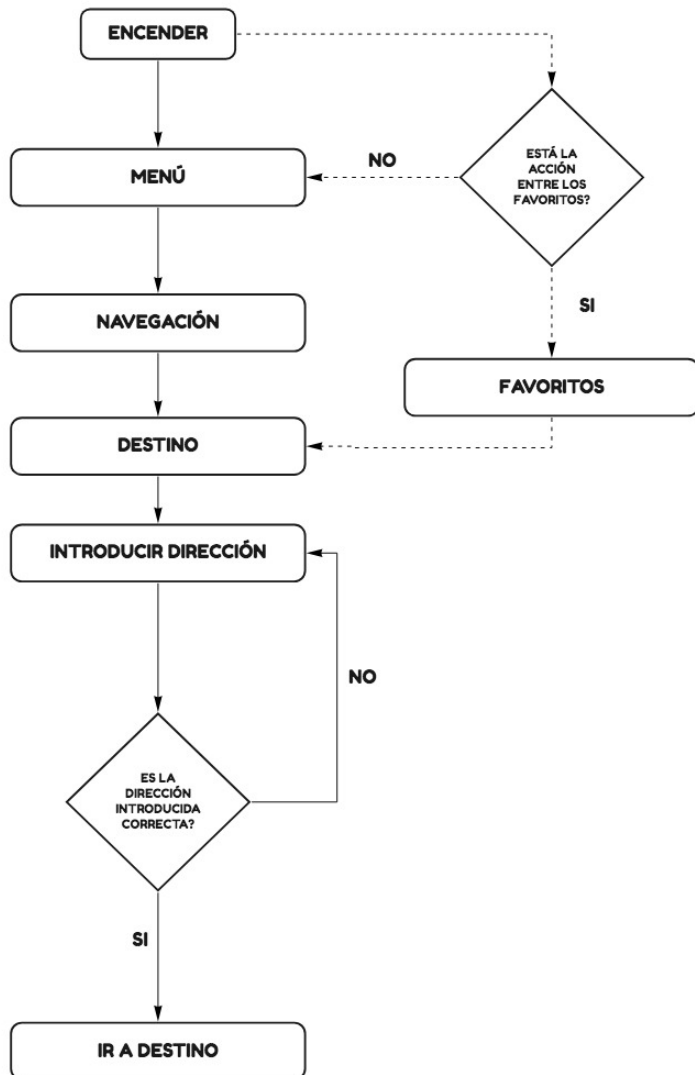 ENCENDER
MENÚ
NO
ESTÁ LA
ACCIÓN
ENTRE LOS
FAVORITOS?
SI
NAVEGACIÓN
FAVORITOS
DESTINO
INTRODUCIR DIRECCIÓN
NO
ES LA
DIRECCIÓN
INTRODUCIDA
CORRECTA?
SI
IR A DESTINO